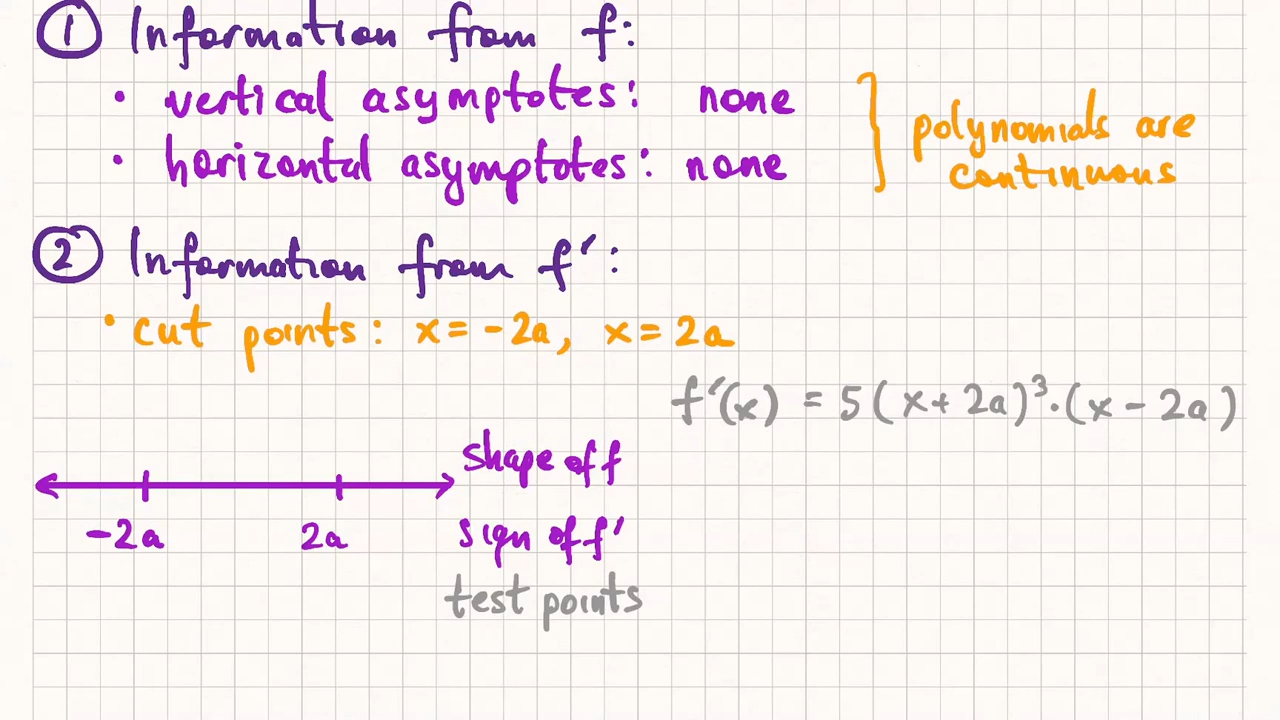 ① Information from f:
• vertical asymptotes: none
• horizontal asymptotes: none
} polynomials are
continuous
② Information from f':
• cut points: x = -2a, x = 2a
f'(x) = 5(x+2a)³·(x-2a)
shape of f
-2a 2a sign of f'
test points